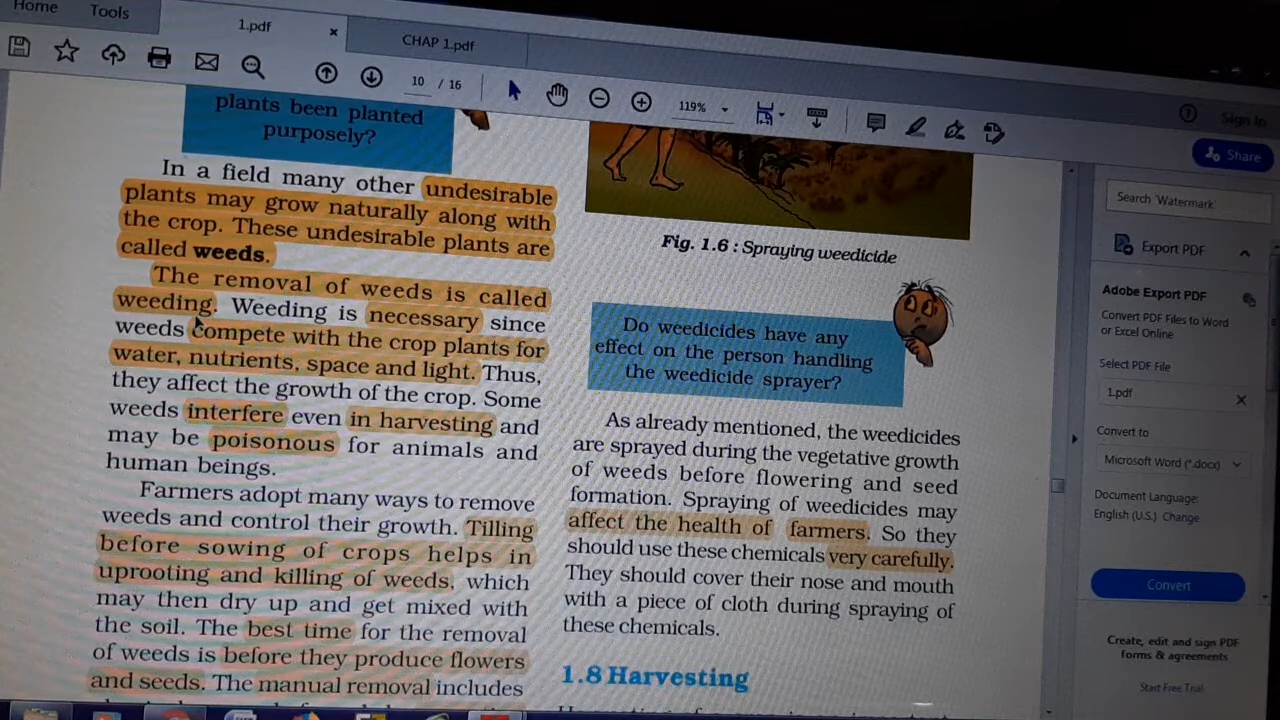 Home
Tools
1.pdf
×
CHAP 1.pdf
10 / 16
119%
Sign In
Share
plants been planted
purposely?
In a field many other undesirable
plants may grow naturally along with
the crop. These undesirable plants are
called weeds.
The removal of weeds is called
weeding. Weeding is necessary since
weeds compete with the crop plants for
water, nutrients, space and light. Thus,
they affect the growth of the crop. Some
weeds interfere even in harvesting and
may be poisonous for animals and
human beings.
Farmers adopt many ways to remove
weeds and control their growth. Tilling
before sowing of crops helps in
uprooting and killing of weeds, which
may then dry up and get mixed with
the soil. The best time for the removal
of weeds is before they produce flowers
and seeds. The manual removal includes
Fig. 1.6 : Spraying weedicide
Do weedicides have any
effect on the person handling
the weedicide sprayer?
As already mentioned, the weedicides
are sprayed during the vegetative growth
of weeds before flowering and seed
formation. Spraying of weedicides may
affect the health of farmers. So they
should use these chemicals very carefully.
They should cover their nose and mouth
with a piece of cloth during spraying of
these chemicals.
1.8 Harvesting
Search 'Watermark'
Export PDF
Adobe Export PDF
Convert PDF Files to Word
or Excel Online
Select PDF File
1.pdf
×
Convert to
Microsoft Word (*.docx)
Document Language:
English (U.S.) Change
Convert
Create, edit and sign PDF
forms & agreements
Start Free Trial